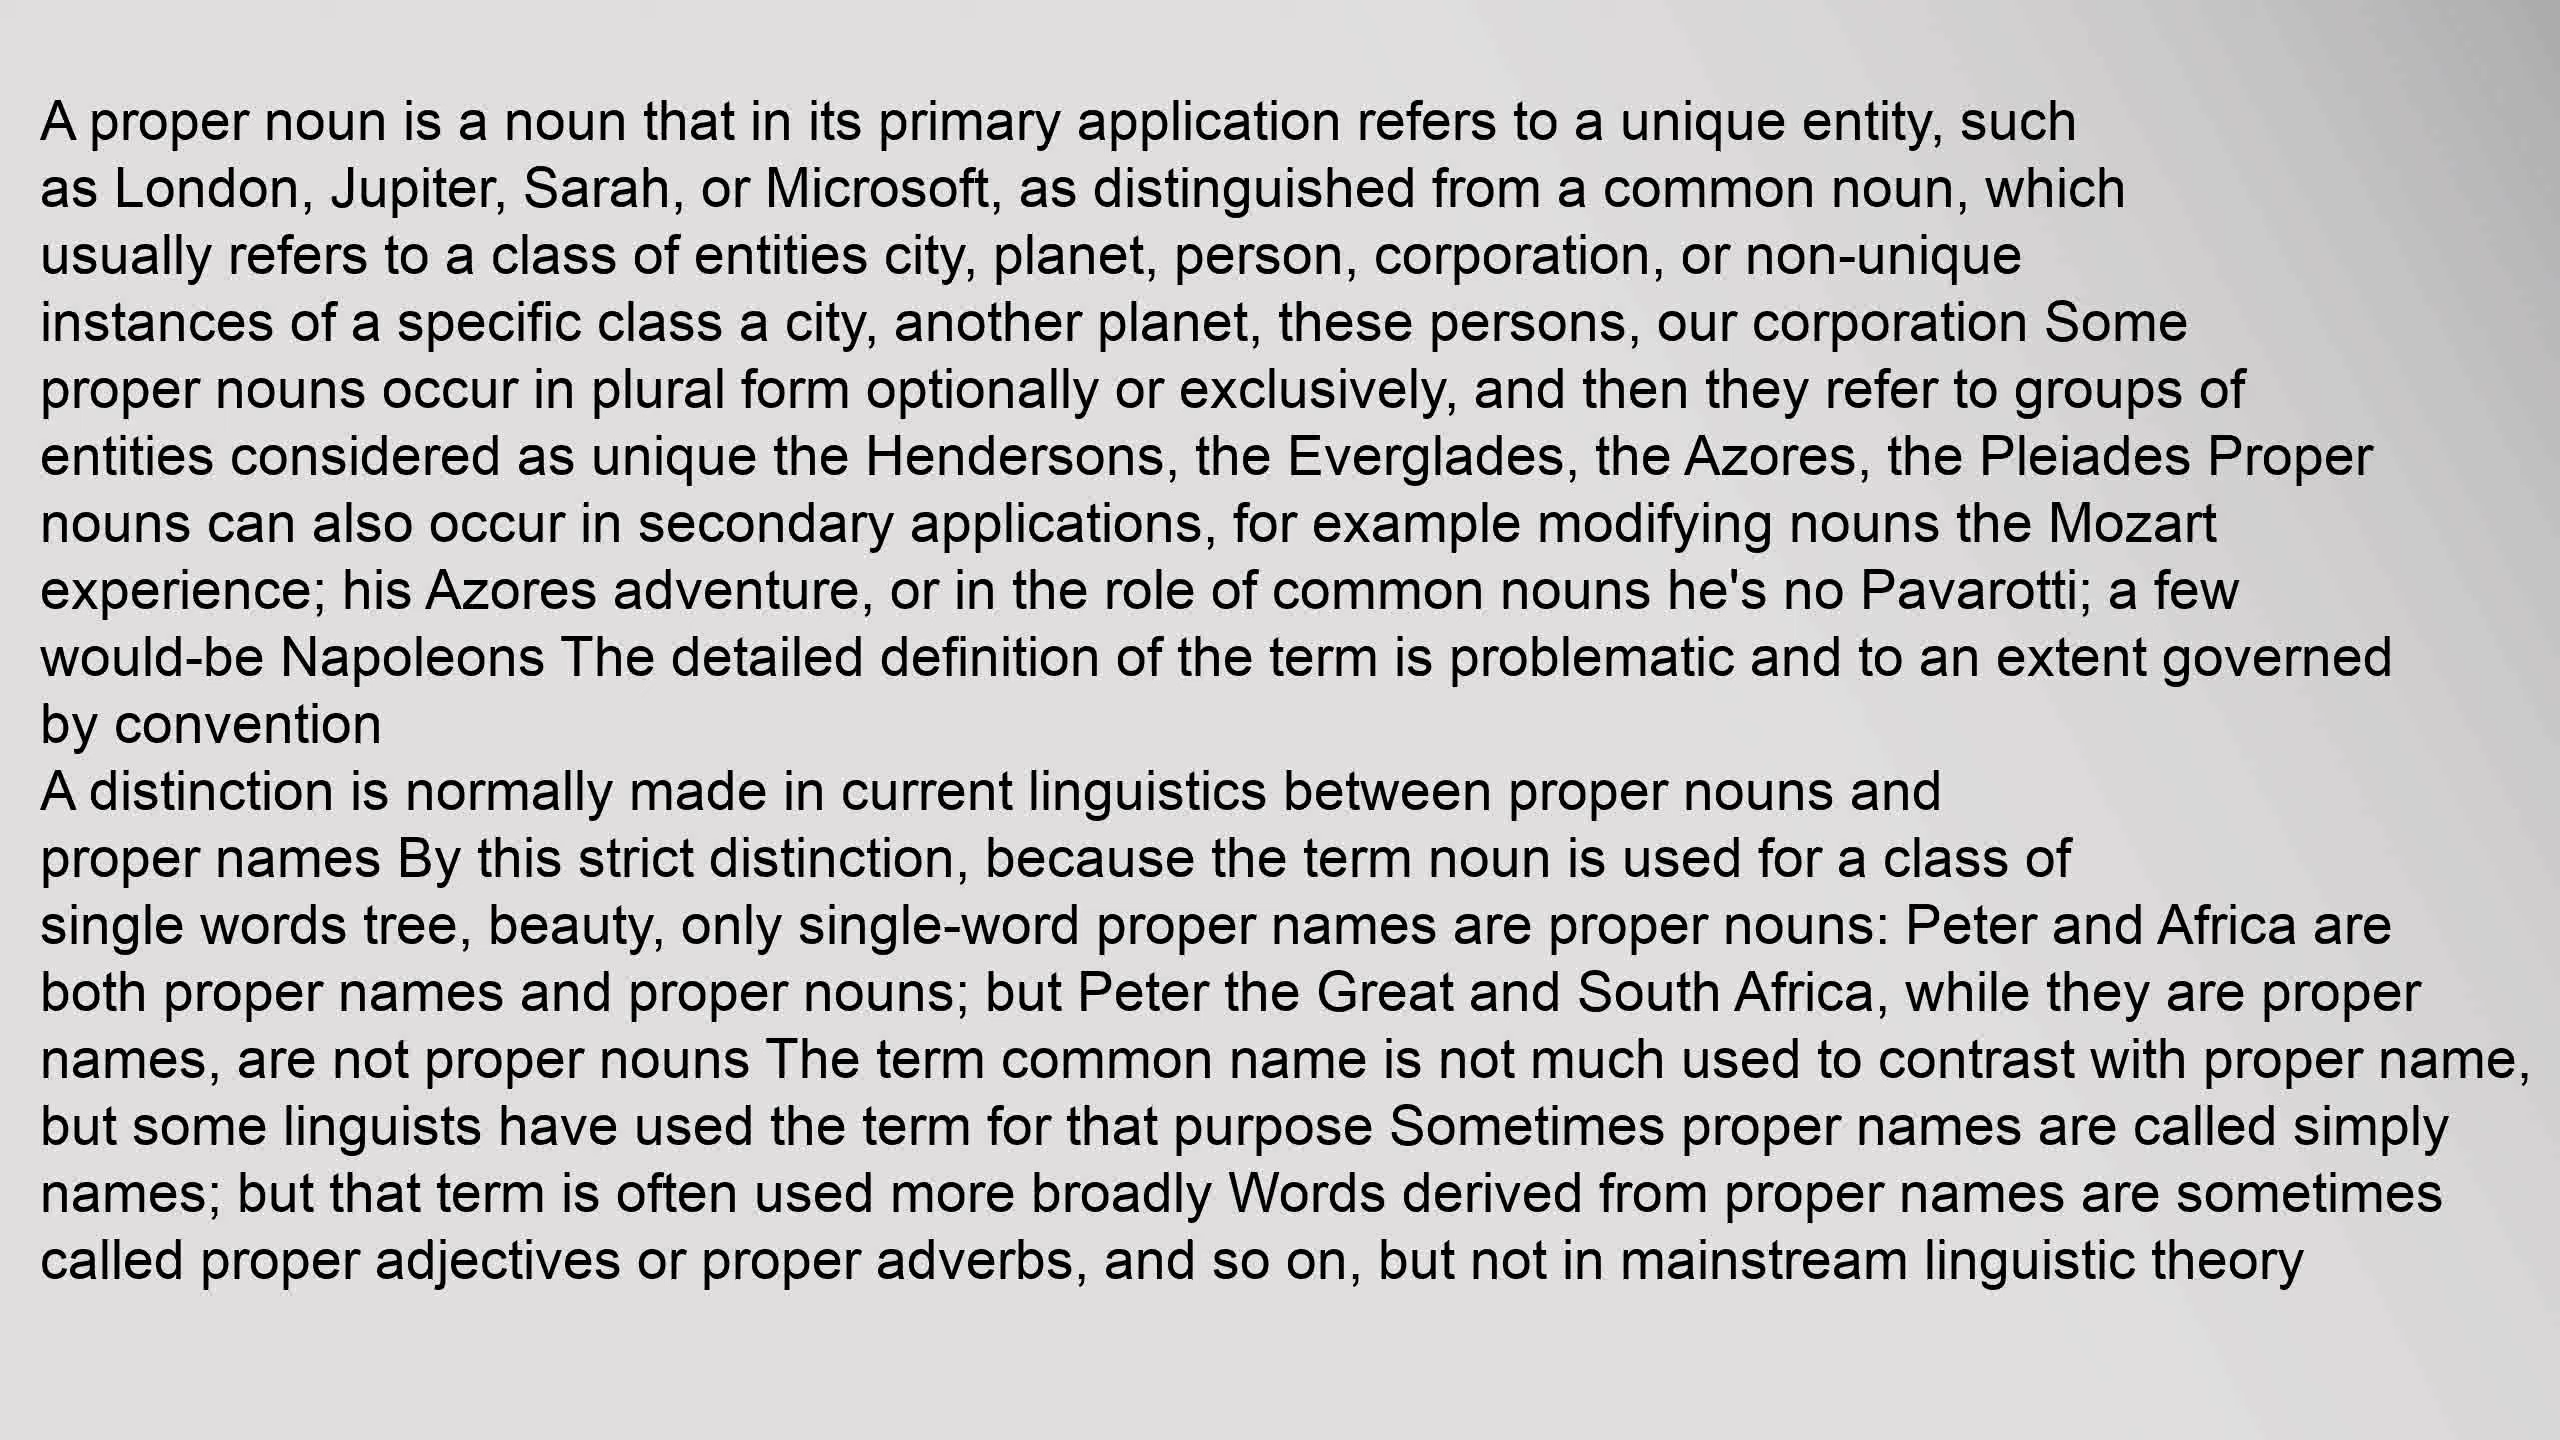 A proper noun is a noun that in its primary application refers to a unique entity, such
as London, Jupiter, Sarah, or Microsoft, as distinguished from a common noun, which
usually refers to a class of entities city, planet, person, corporation, or non-unique
instances of a specific class a city, another planet, these persons, our corporation Some
proper nouns occur in plural form optionally or exclusively, and then they refer to groups of
entities considered as unique the Hendersons, the Everglades, the Azores, the Pleiades Proper
nouns can also occur in secondary applications, for example modifying nouns the Mozart
experience; his Azores adventure, or in the role of common nouns he's no Pavarotti; a few
would-be Napoleons The detailed definition of the term is problematic and to an extent governed
by convention
A distinction is normally made in current linguistics between proper nouns and
proper names By this strict distinction, because the term noun is used for a class of
single words tree, beauty, only single-word proper names are proper nouns: Peter and Africa are
both proper names and proper nouns; but Peter the Great and South Africa, while they are proper
names, are not proper nouns The term common name is not much used to contrast with proper name,
but some linguists have used the term for that purpose Sometimes proper names are called simply
names; but that term is often used more broadly Words derived from proper names are sometimes
called proper adjectives or proper adverbs, and so on, but not in mainstream linguistic theory